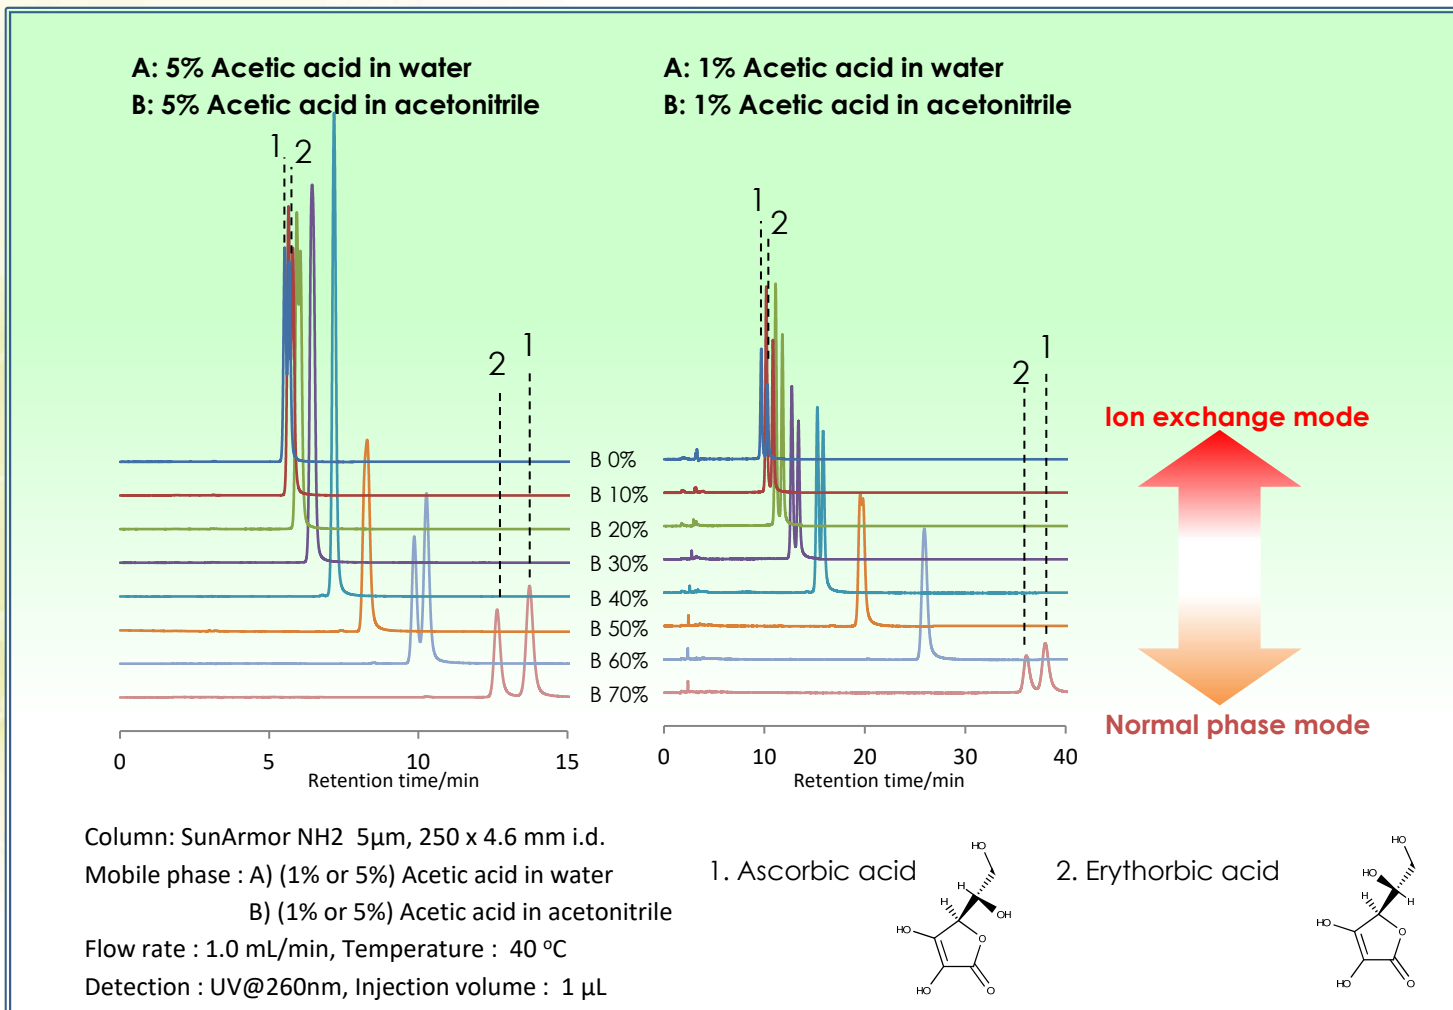 A: 5% Acetic acid in water
B: 5% Acetic acid in acetonitrile
A: 1% Acetic acid in water
B: 1% Acetic acid in acetonitrile
1
2
2
1
1
2
2
1
B 0%
B 10%
B 20%
B 30%
B 40%
B 50%
B 60%
B 70%
Ion exchange mode
Normal phase mode
0
5
10
15
Retention time/min
0
10
20
30
40
Retention time/min
Column: SunArmor NH2  5µm, 250 x 4.6 mm i.d.
Mobile phase : A) (1% or 5%) Acetic acid in water
B) (1% or 5%) Acetic acid in acetonitrile
Flow rate : 1.0 mL/min, Temperature :  40 °C
Detection : UV@260nm, Injection volume :  1 µL
1. Ascorbic acid
HO
H
H
OH
HO
O
HO
O
2. Erythorbic acid
HO
HO
H
H
HO
O
HO
O